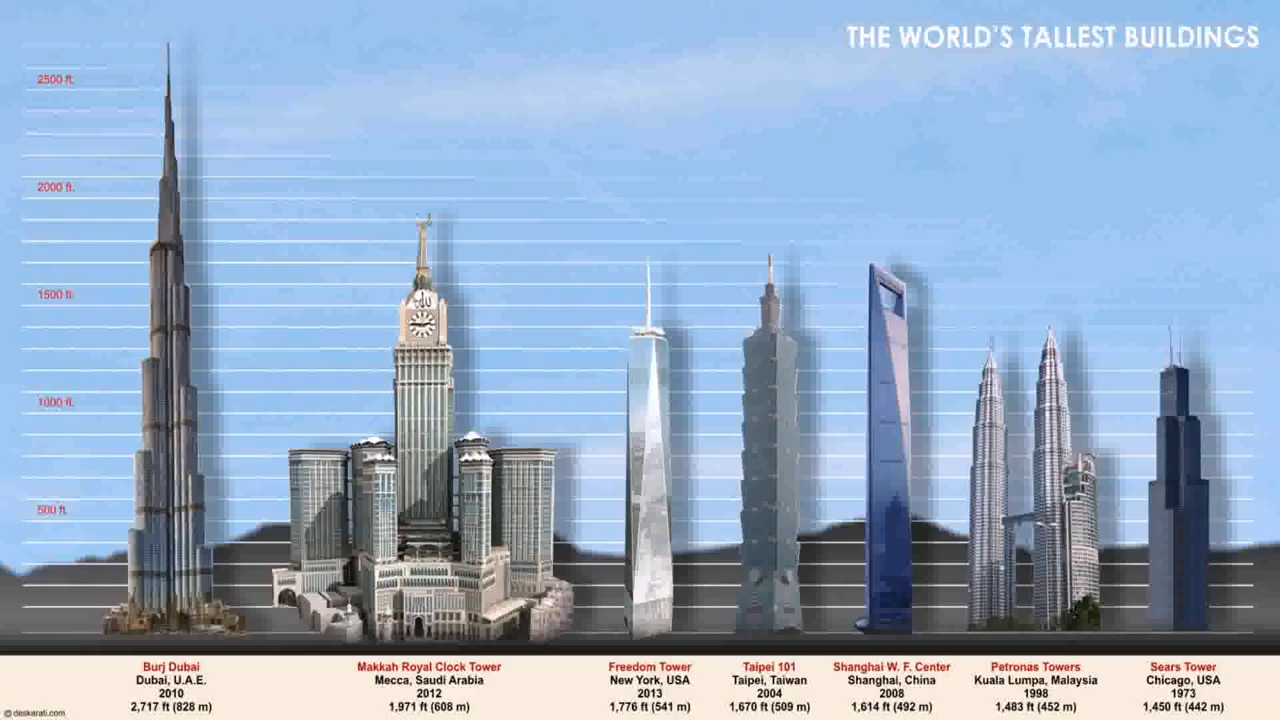 THE WORLD'S TALLEST BUILDINGS
2500 ft.
2000 ft.
1500 ft.
1000 ft.
500 ft.
Burj Dubai
Dubai, U.A.E.
2010
2,717 ft (828 m)
Makkah Royal Clock Tower
Mecca, Saudi Arabia
2012
1,971 ft (608 m)
Freedom Tower
New York, USA
2013
1,776 ft (541 m)
Taipei 101
Taipei, Taiwan
2004
1,670 ft (509 m)
Shanghai W. F. Center
Shanghai, China
2008
1,614 ft (492 m)
Petronas Towers
Kuala Lumpa, Malaysia
1998
1,483 ft (452 m)
Sears Tower
Chicago, USA
1973
1,450 ft (442 m)
© deskarati.com